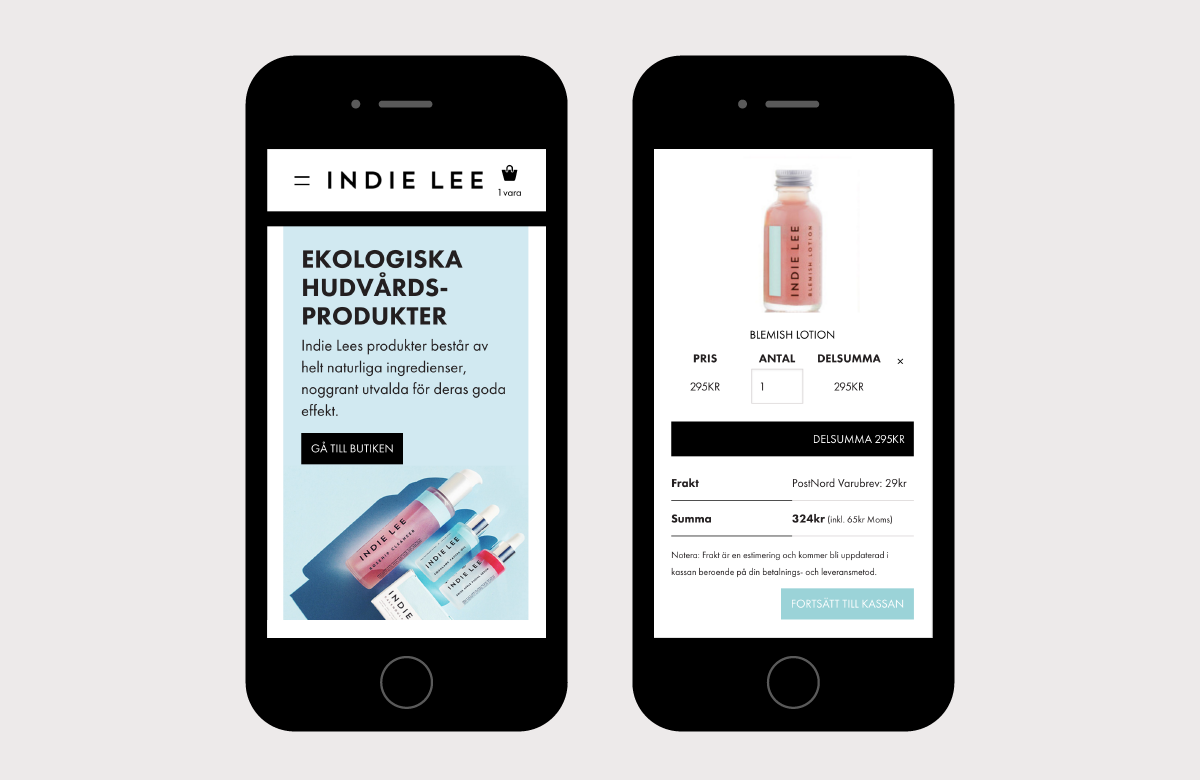 INDIE LEE
1 vara
EKOLOGISKA
HUDVÅRDS-
PRODUKTER
Indie Lees produkter består av
helt naturliga ingredienser,
noggrant utvalda för deras goda
effekt.
GÅ TILL BUTIKEN
INDIE LEE
INDIE LEE
INDIE LEE
INDIE
INDIE LEE
BLEMISH LOTION
BLEMISH LOTION
PRIS ANTAL DELSUMMA ×
295KR 1 295KR
DELSUMMA 295KR
Frakt PostNord Varubrev: 29kr
Summa 324kr (inkl. 65kr Moms)
Notera: Frakt är en estimering och kommer bli uppdaterad i
kassan beroende på din betalnings- och leveransmetod.
FORTSÄTT TILL KASSAN